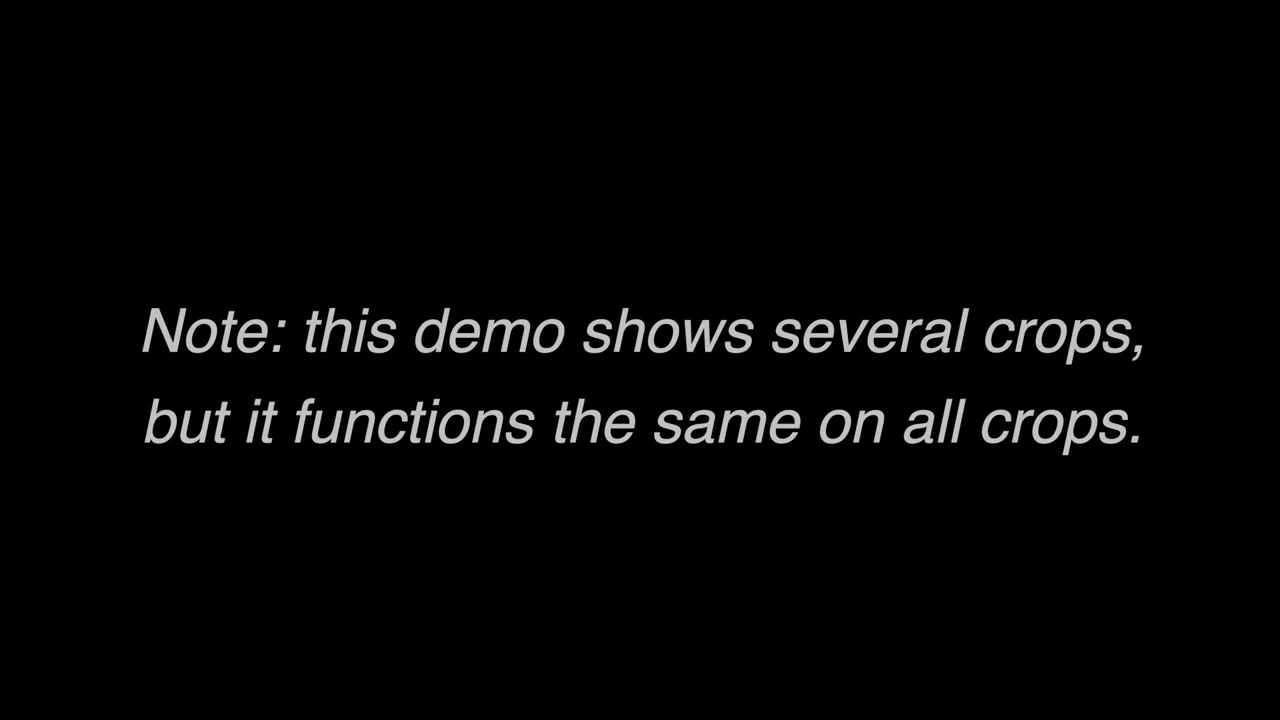 Note: this demo shows several crops,
but it functions the same on all crops.